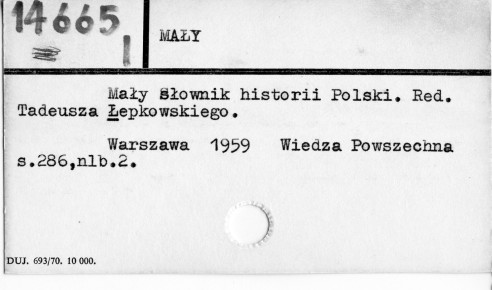 14665
I
MAŁY
Mały Słownik historii Polski. Red.
Tadeusza Łepkowskiego.
Warszawa 1959 Wiedza Powszechna
s.286,nlb.2.
DUJ. 693/70. 10 000.